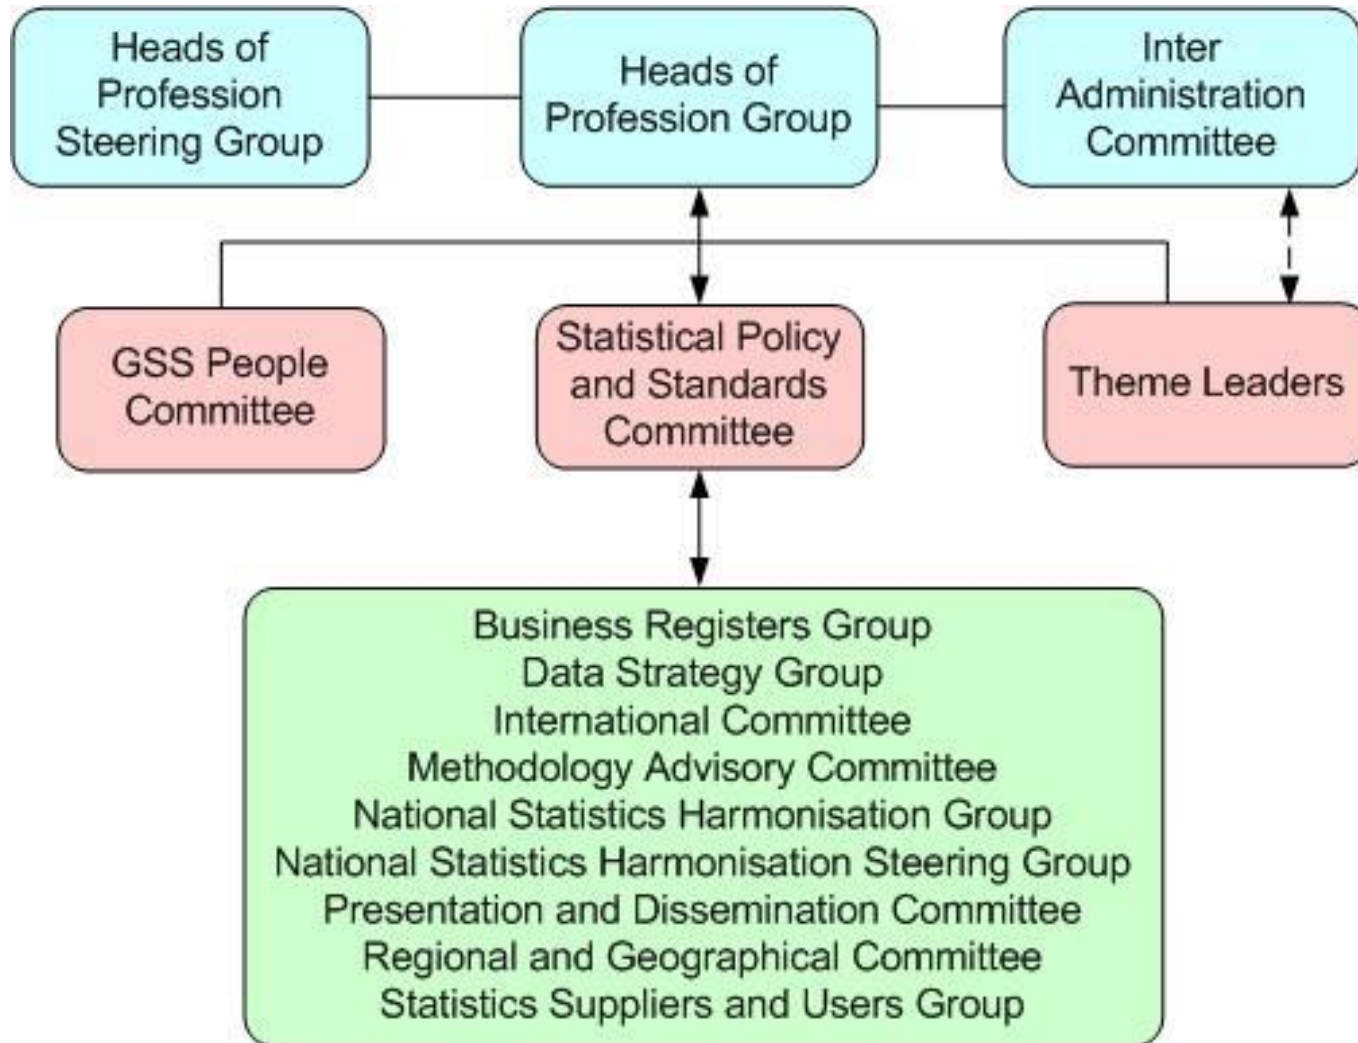 Heads of
Profession
Steering Group
Heads of
Profession Group
Inter
Administration
Committee
GSS People
Committee
Statistical Policy
and Standards
Committee
Theme Leaders
Business Registers Group
Data Strategy Group
International Committee
Methodology Advisory Committee
National Statistics Harmonisation Group
National Statistics Harmonisation Steering Group
Presentation and Dissemination Committee
Regional and Geographical Committee
Statistics Suppliers and Users Group